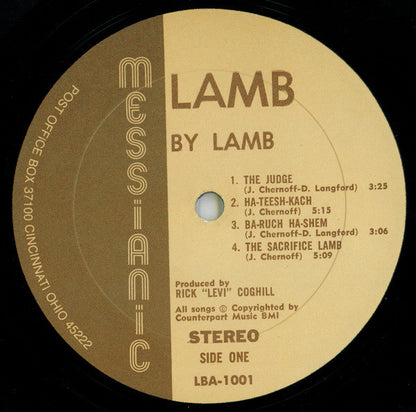 MESSIANIC
POST OFFICE BOX 37100 CINCINNATI OHIO 45222
LAMB
BY LAMB
1. THE JUDGE
(J. Chernoff-D. Langford) 3:25
2. HA-TEESH-KACH
(J. Chernoff) 5:15
3. BA-RUCH HA-SHEM
(J. Chernoff-D. Langford) 3:06
4. THE SACRIFICE LAMB
(J. Chernoff) 5:09
Produced by
RICK "LEVI" COGHILL
All songs © Copyrighted by
Counterpart Music BMI
STEREO
SIDE ONE
LBA-1001